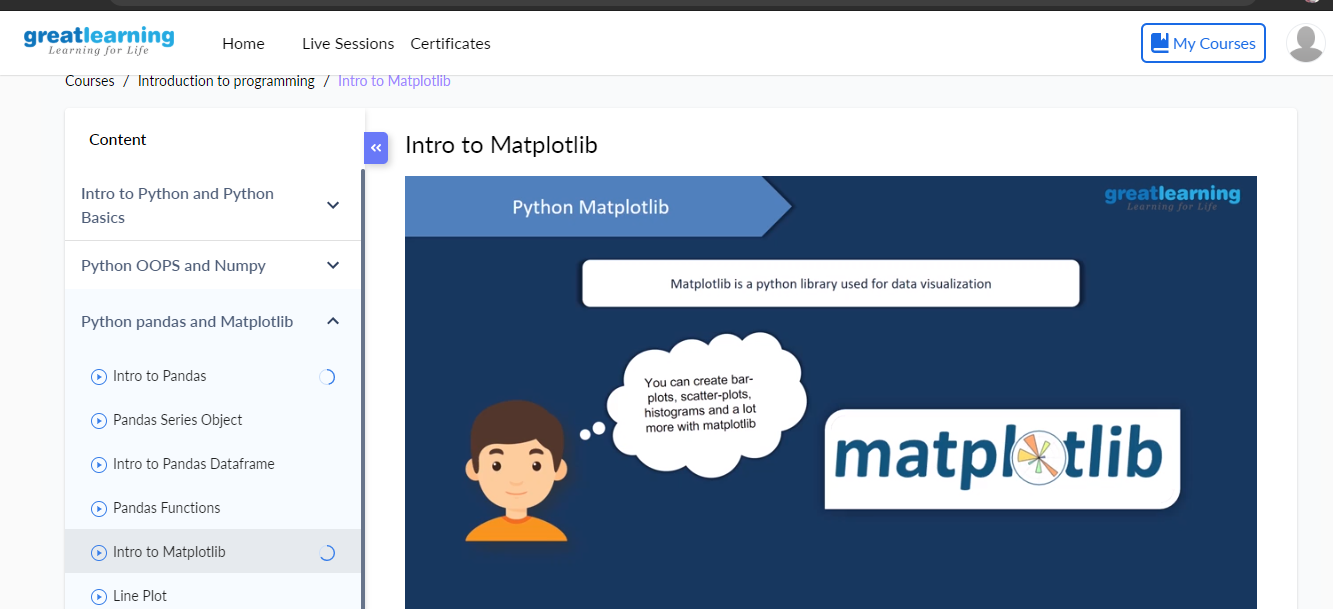 greatlearning
Learning for Life
Home
Live Sessions
Certificates
My Courses
Courses / Introduction to programming / Intro to Matplotlib
Content
Intro to Python and Python
Basics
Python OOPS and Numpy
Python pandas and Matplotlib
Intro to Pandas
Pandas Series Object
Intro to Pandas Dataframe
Pandas Functions
Intro to Matplotlib
Line Plot
«
Intro to Matplotlib
Python Matplotlib
greatlearning
Learning for Life
Matplotlib is a python library used for data visualization
You can create bar-
plots, scatter-plots,
histograms and a lot
more with matplotlib
matplotlib